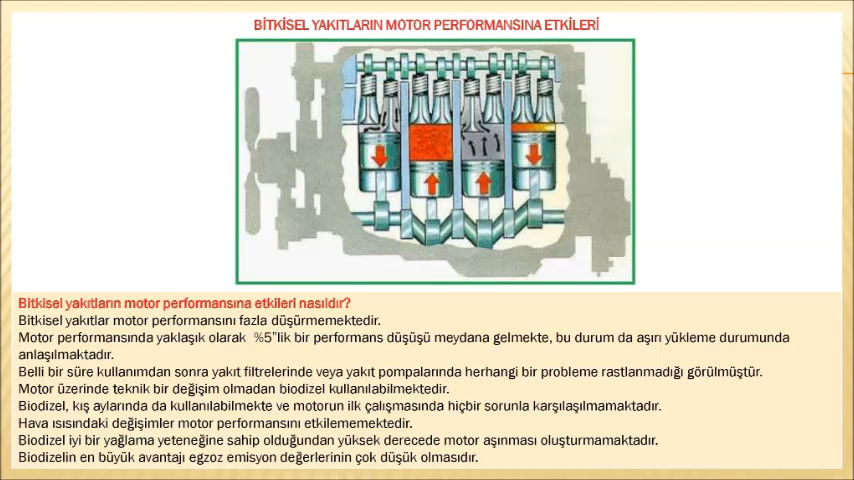 BİTKİSEL YAKITLARIN MOTOR PERFORMANSINA ETKİLERİ
Bitkisel yakıtların motor performansına etkileri nasıldır?
Bitkisel yakıtlar motor performansını fazla düşürmemektedir.
Motor performansında yaklaşık olarak %5"lik bir performans düşüşü meydana gelmekte, bu durum da aşırı yükleme durumunda
anlaşılmaktadır.
Belli bir süre kullanımdan sonra yakıt filtrelerinde veya yakıt pompalarında herhangi bir probleme rastlanmadığı görülmüştür.
Motor üzerinde teknik bir değişim olmadan biodizel kullanılabilmektedir.
Biodizel, kış aylarında da kullanılabilmekte ve motorun ilk çalışmasında hiçbir sorunla karşılaşılmamaktadır.
Hava ısısındaki değişimler motor performansını etkilememektedir.
Biodizel iyi bir yağlama yeteneğine sahip olduğundan yüksek derecede motor aşınması oluşturmamaktadır.
Biodizelin en büyük avantajı egzoz emisyon değerlerinin çok düşük olmasıdır.